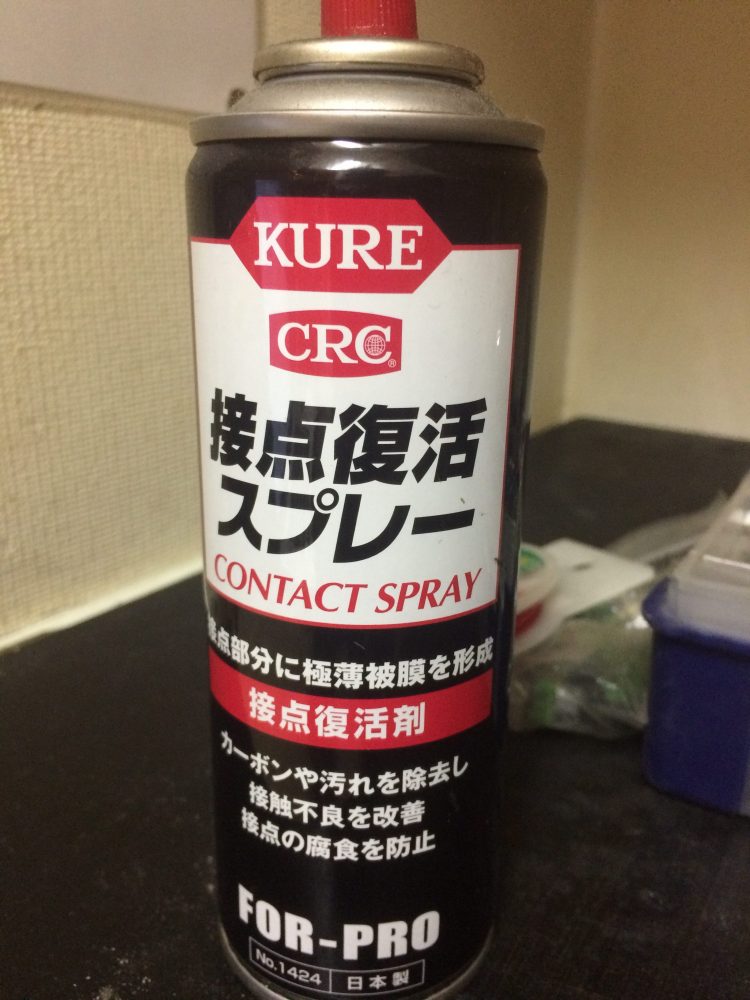 KURE
CRC®
接点復活
スプレー
CONTACT SPRAY
接点部分に極薄被膜を形成
接点復活剤
カーボンや汚れを除去し
接触不良を改善
接点の腐食を防止
FOR-PRO
No.1424 日本製